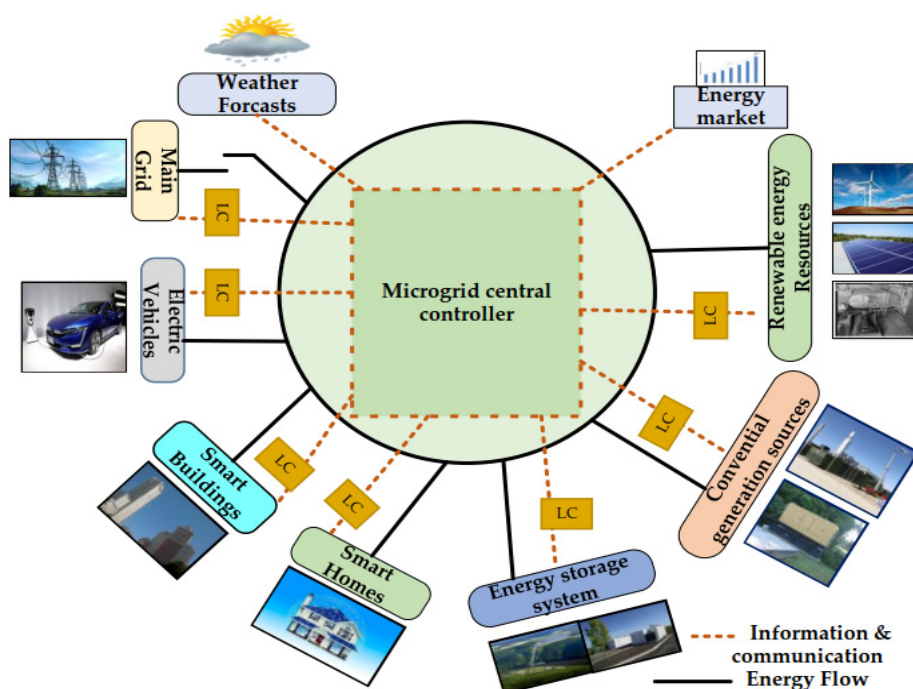 Weather
Forcasts
Energy
market
Main
Grid
LC
Electric
Vehicles
LC
Renewable energy
Resources
LC
Microgrid central
controller
Smart
Buildings
LC
Smart
Homes
LC
Energy storage
system
LC
Convential
generation sources
LC
Information &
communication
Energy Flow